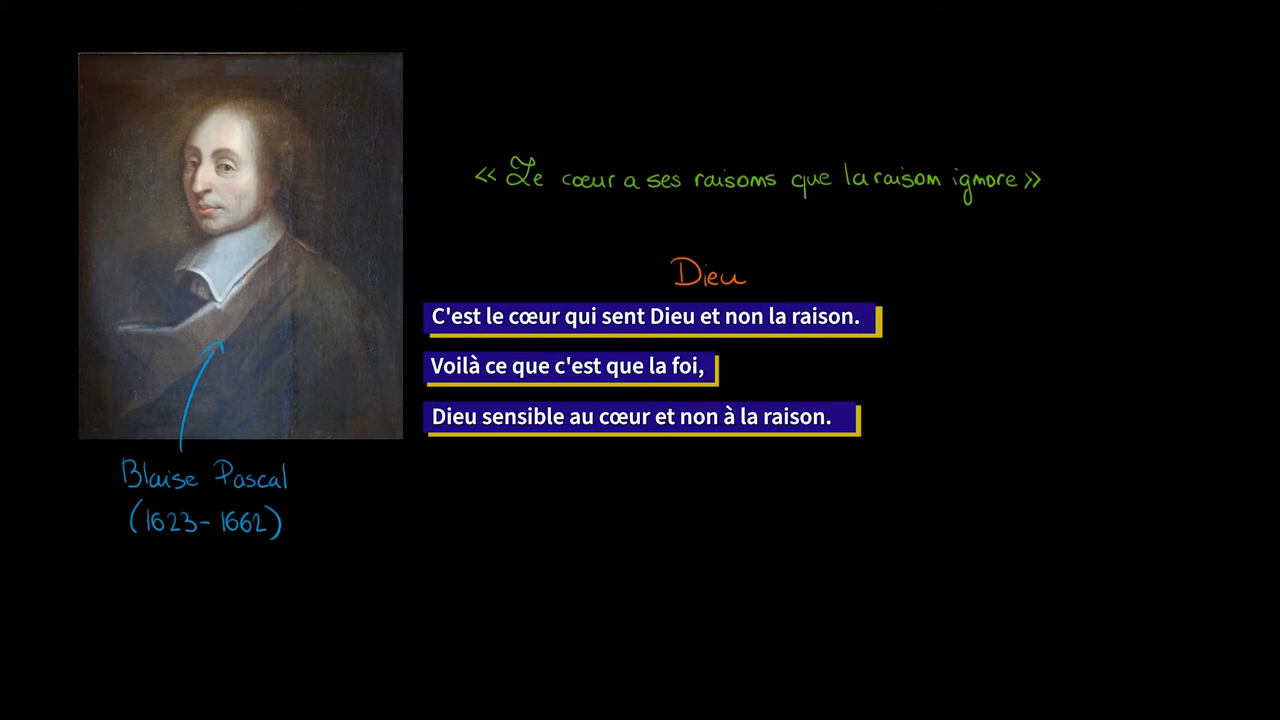 « Le cœur a ses raisons que la raison ignore »
Dieu
C'est le cœur qui sent Dieu et non la raison.
Voilà ce que c'est que la foi,
Dieu sensible au cœur et non à la raison.
Blaise Pascal
(1623-1662)